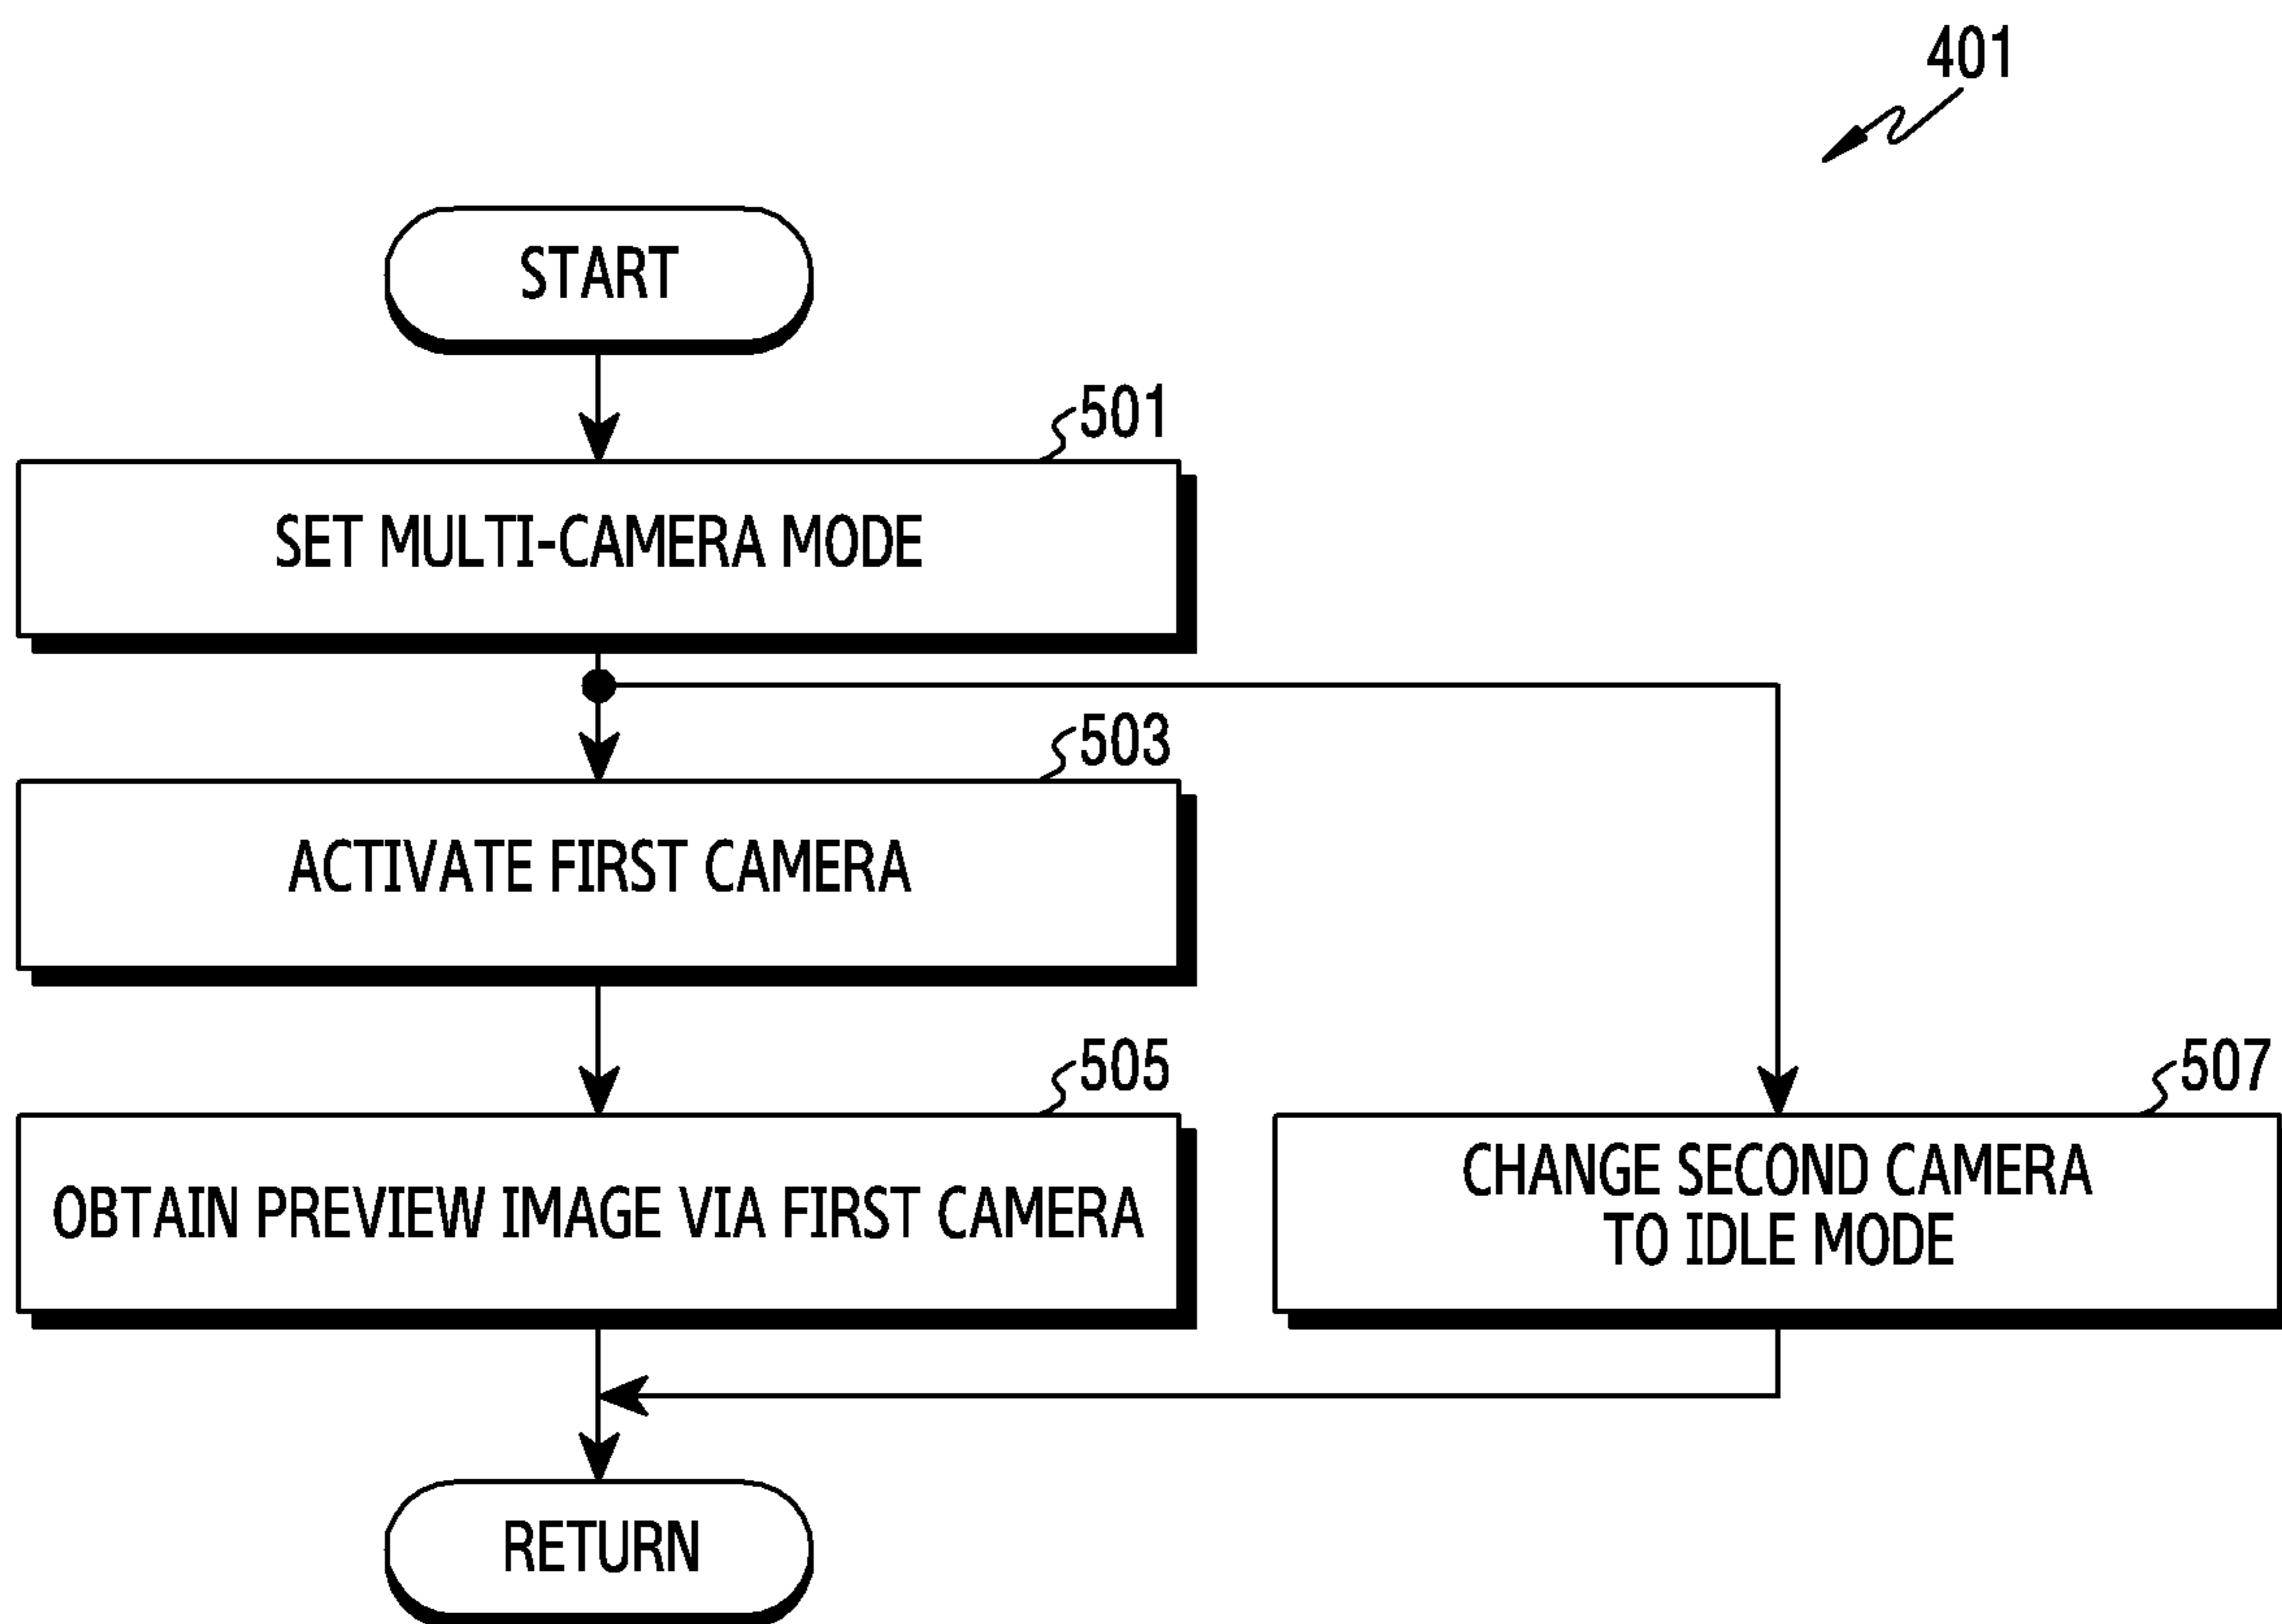 401
START
501
SET MULTI-CAMERA MODE
503
ACTIVATE FIRST CAMERA
505
OBTAIN PREVIEW IMAGE VIA FIRST CAMERA
507
CHANGE SECOND CAMERA
TO IDLE MODE
RETURN